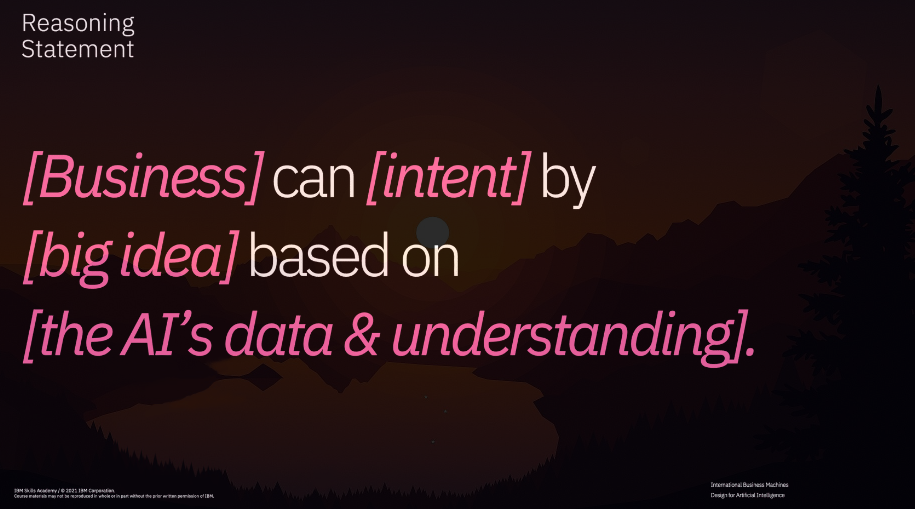 Reasoning
Statement
[Business] can [intent] by
[big idea] based on
[the AI’s data & understanding].
IBM Skills Academy / © 2021 IBM Corporation
Course materials may not be reproduced in whole or in part without the prior written permission of IBM.
International Business Machines
Design for Artificial Intelligence